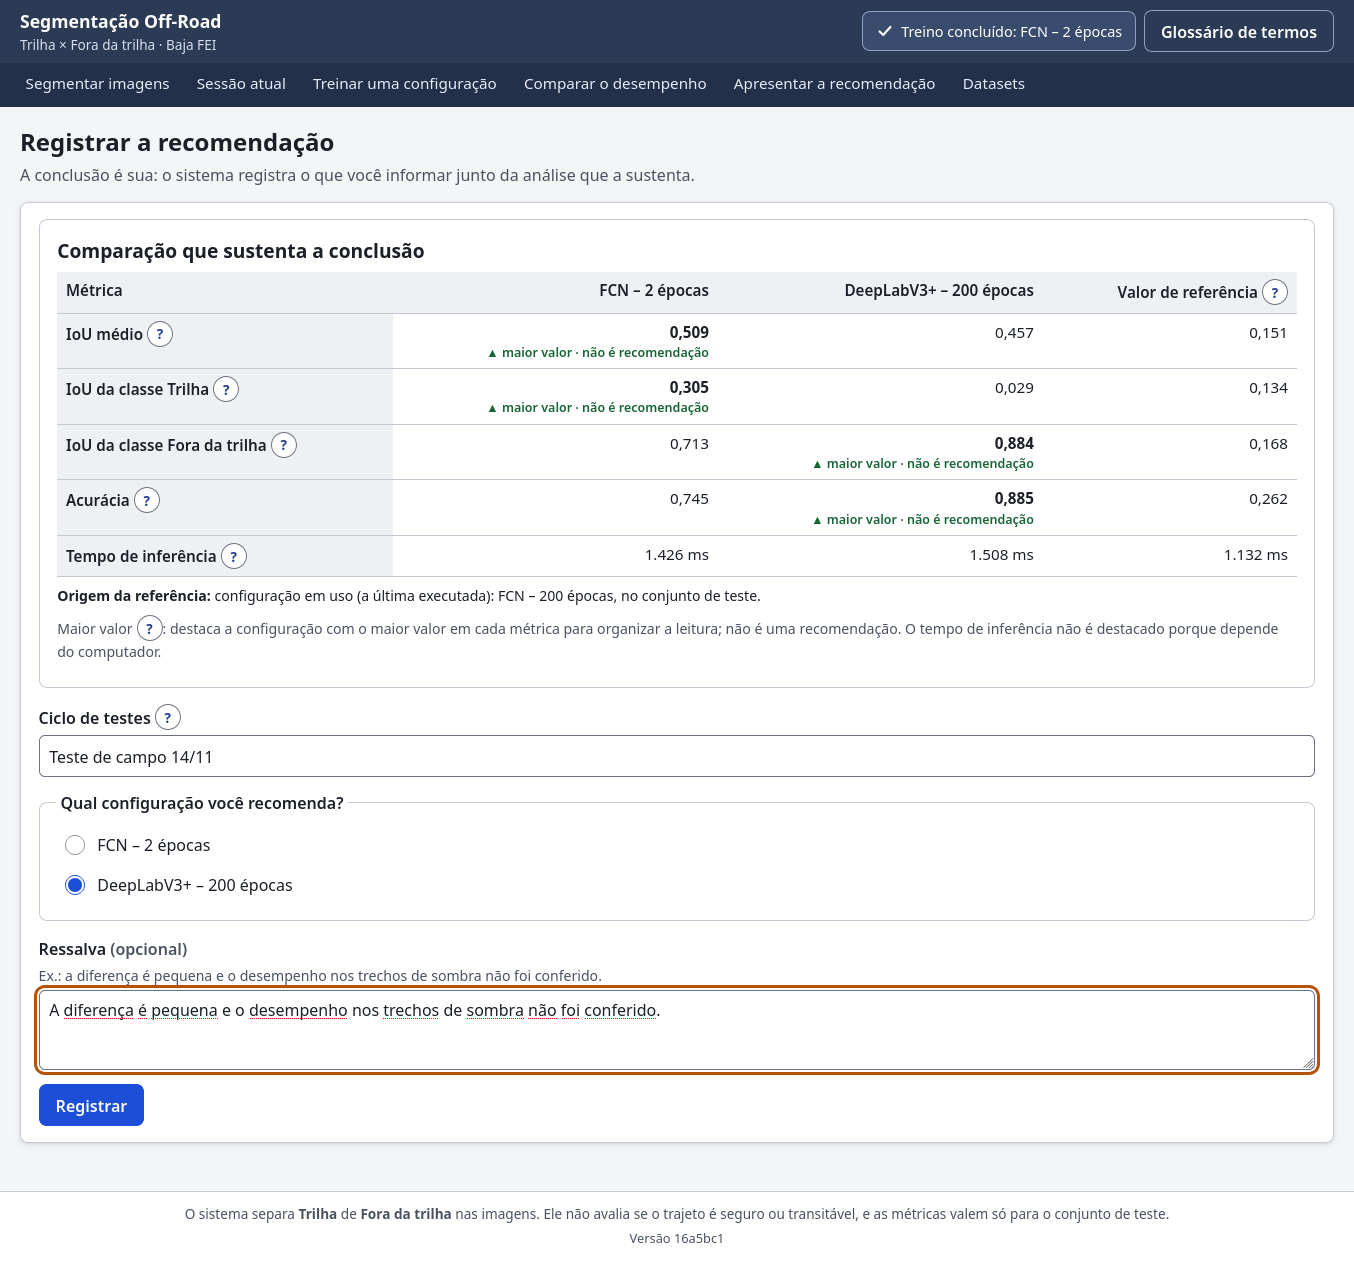 Segmentação Off-Road
Trilha × Fora da trilha · Baja FEI
Treino concluído: FCN – 2 épocas
Glossário de termos
Segmentar imagens Sessão atual Treinar uma configuração Comparar o desempenho Apresentar a recomendação Datasets
Registrar a recomendação
A conclusão é sua: o sistema registra o que você informar junto da análise que a sustenta.
Comparação que sustenta a conclusão
Métrica FCN – 2 épocas DeepLabV3+ – 200 épocas Valor de referência ?
IoU médio ? 0,509 0,457 0,151
▲ maior valor · não é recomendação
IoU da classe Trilha ? 0,305 0,029 0,134
▲ maior valor · não é recomendação
IoU da classe Fora da trilha ? 0,713 0,884 0,168
▲ maior valor · não é recomendação
Acurácia ? 0,745 0,885 0,262
▲ maior valor · não é recomendação
Tempo de inferência ? 1.426 ms 1.508 ms 1.132 ms
Origem da referência: configuração em uso (a última executada): FCN – 200 épocas, no conjunto de teste.
Maior valor ? : destaca a configuração com o maior valor em cada métrica para organizar a leitura; não é uma recomendação. O tempo de inferência não é destacado porque depende
do computador.
Ciclo de testes ?
Teste de campo 14/11
Qual configuração você recomenda?
FCN – 2 épocas
DeepLabV3+ – 200 épocas
Ressalva (opcional)
Ex.: a diferença é pequena e o desempenho nos trechos de sombra não foi conferido.
A diferença é pequena e o desempenho nos trechos de sombra não foi conferido.
Registrar
O sistema separa Trilha de Fora da trilha nas imagens. Ele não avalia se o trajeto é seguro ou transitável, e as métricas valem só para o conjunto de teste.
Versão 16a5bc1